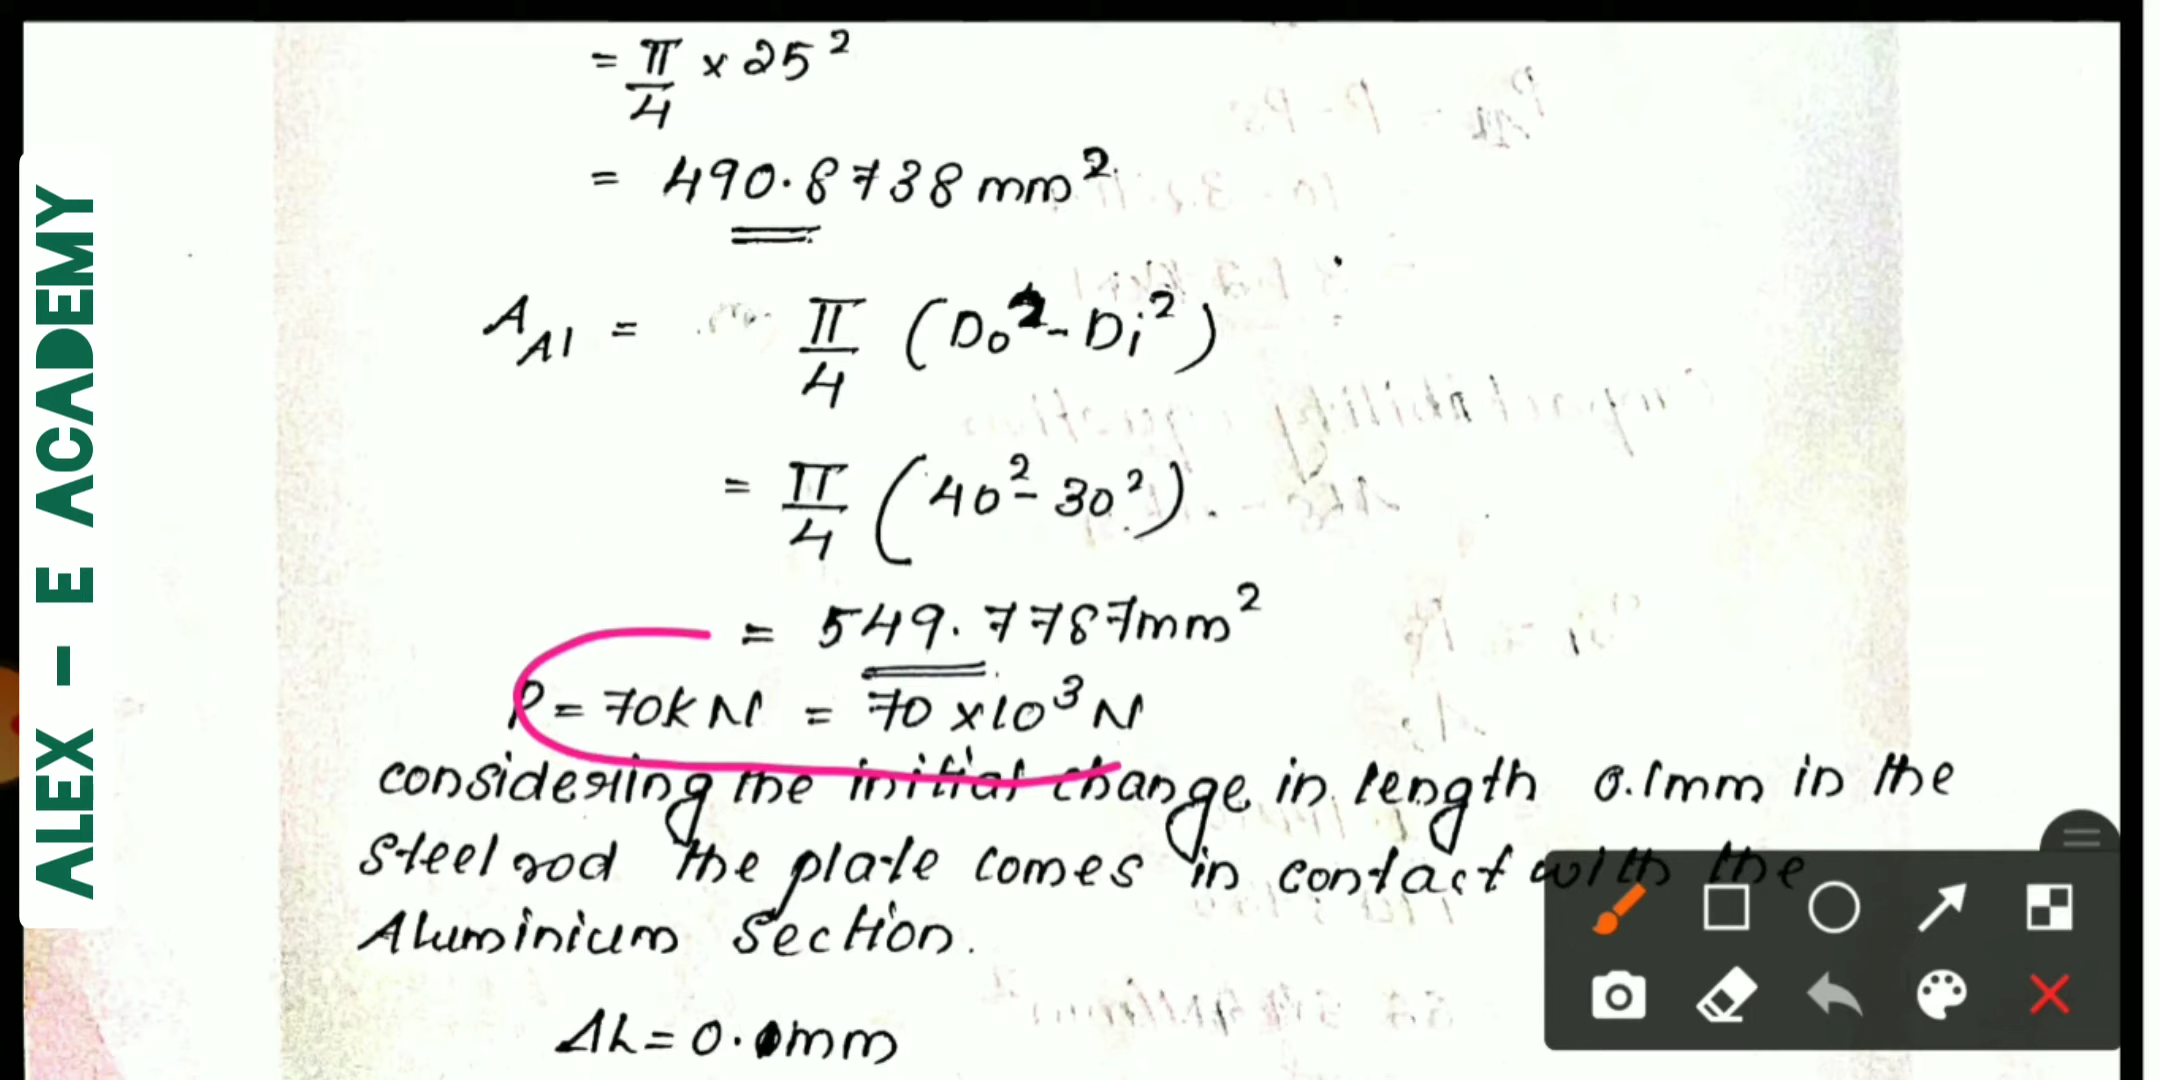 ALEX - E ACADEMY
= π/4 × 25²
= 490.8738 mm²
A_Al = π/4 (Do² - Di²)
= π/4 (40² - 30²)
= 549.7787mm²
P = 70kN = 70 ×10³ N
considering the initial change in length 0.1mm in the
steel rod the plate comes in contact with the
Aluminium section.
ΔL = 0.1mm